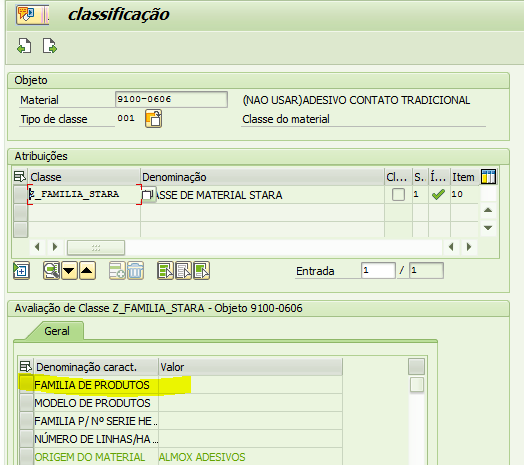 classificação
Objeto
Material 9100-0606 (NAO USAR)ADESIVO CONTATO TRADICIONAL
Tipo de classe 001 Classe do material
Atribuições
Classe Denominação Cl... S. Í... Item
Z_FAMILIA_STARA ASSE DE MATERIAL STARA 1 10
Entrada 1 / 1
Avaliação de Classe Z_FAMILIA_STARA - Objeto 9100-0606
Geral
Denominação caract. Valor
FAMILIA DE PRODUTOS
MODELO DE PRODUTOS
FAMILIA P/ Nº SERIE HE..
NÚMERO DE LINHAS/HA..
ORIGEM DO MATERIAL ALMOX ADESIVOS